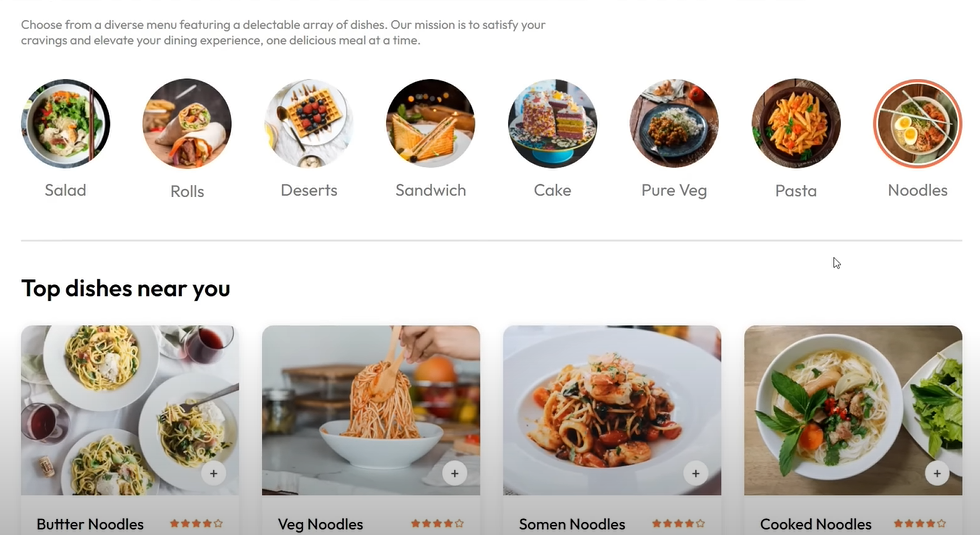 Choose from a diverse menu featuring a delectable array of dishes. Our mission is to satisfy your
cravings and elevate your dining experience, one delicious meal at a time.
Salad
Rolls
Deserts
Sandwich
Cake
Pure Veg
Pasta
Noodles
Top dishes near you
Buttter Noodles
Veg Noodles
Somen Noodles
Cooked Noodles